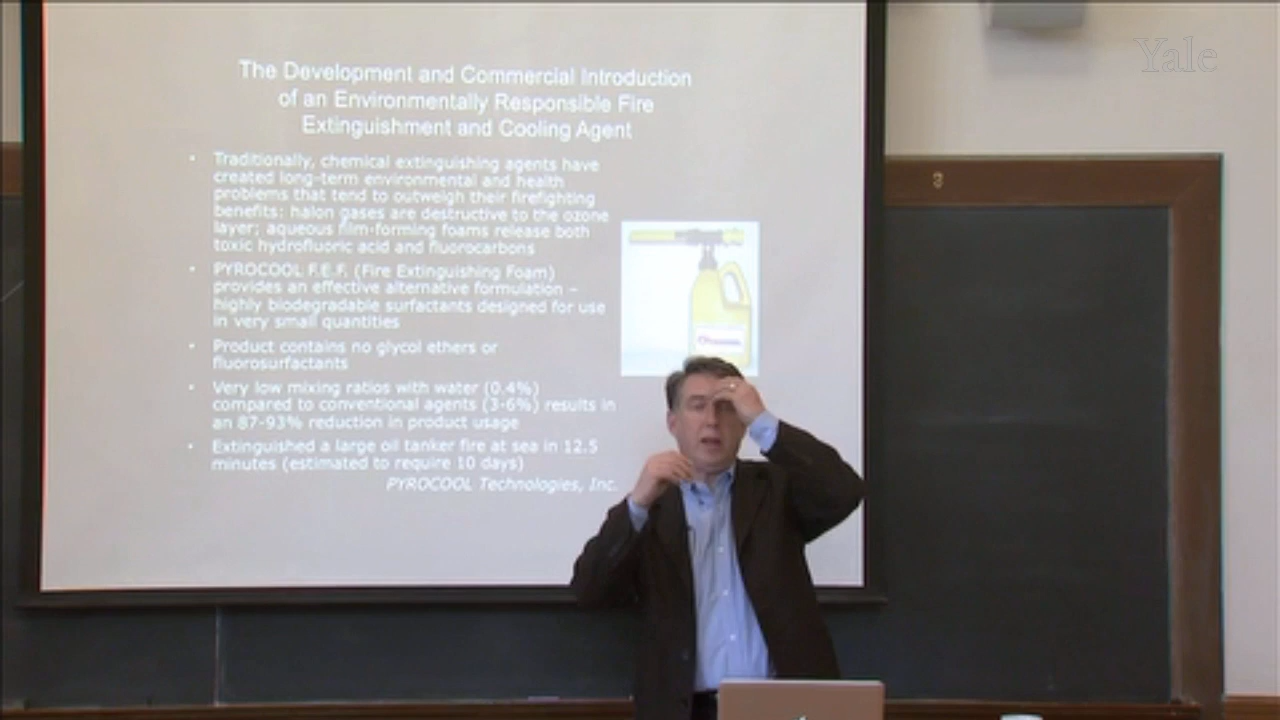 Yale
The Development and Commercial Introduction
of an Environmentally Responsible Fire
Extinguishment and Cooling Agent
• Traditionally, chemical extinguishing agents have
created long-term environmental and health
problems that tend to outweigh their firefighting
benefits: halon gases are destructive to the ozone
layer; aqueous film-forming foams release both
toxic hydrofluoric acid and fluorocarbons
• PYROCOOL F.E.F. (Fire Extinguishing Foam)
provides an effective alternative formulation –
highly biodegradable surfactants designed for use
in very small quantities
• Product contains no glycol ethers or
fluorosurfactants
• Very low mixing ratios with water (0.4%)
compared to conventional agents (3-6%) results in
an 87-93% reduction in product usage
• Extinguished a large oil tanker fire at sea in 12.5
minutes (estimated to require 10 days)
PYROCOOL Technologies, Inc.